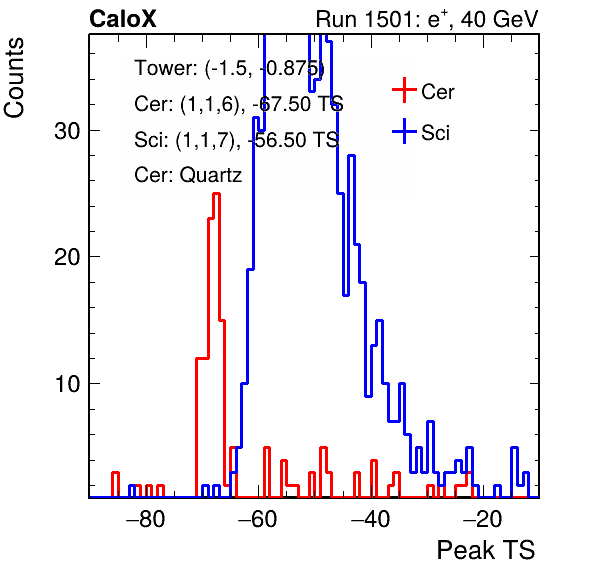 CaloX
Run 1501: e+, 40 GeV
Counts
Tower: (-1.5, -0.875)
Cer: (1,1,6), -67.50 TS
Sci: (1,1,7), -56.50 TS
Cer: Quartz
Cer
Sci
30
20
10
−80
−60
−40
−20
Peak TS